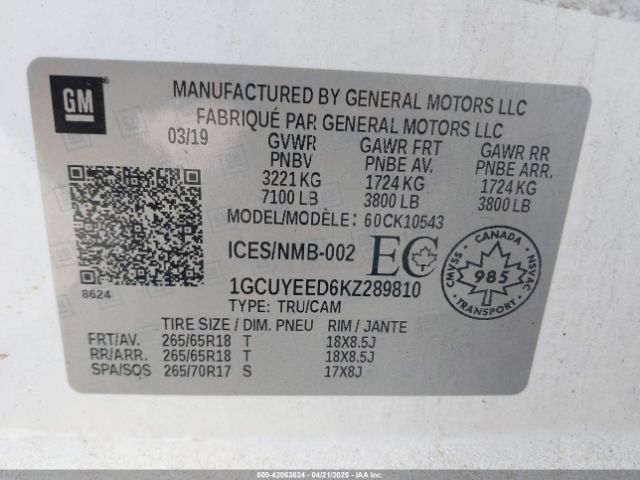 GM
MANUFACTURED BY GENERAL MOTORS LLC
FABRIQUÉ PAR GENERAL MOTORS LLC
03/19 GVWR GAWR FRT GAWR RR
PNBV PNBE AV. PNBE ARR.
3221 KG 1724 KG 1724 KG
7100 LB 3800 LB 3800 LB
MODEL/MODÈLE: 60CK10543
ICES/NMB-002 EC
CANADA
CMVSS 985 NSVAC
TRANSPORT
8624
1GCUYEED6KZ289810
TYPE: TRU/CAM
TIRE SIZE / DIM. PNEU RIM / JANTE
FRT/AV. 265/65R18 T 18X8.5J
RR/ARR. 265/65R18 T 18X8.5J
SPA/SOS 265/70R17 S 17X8J
000-42063824 - 04/21/2025 - IAAI.COM